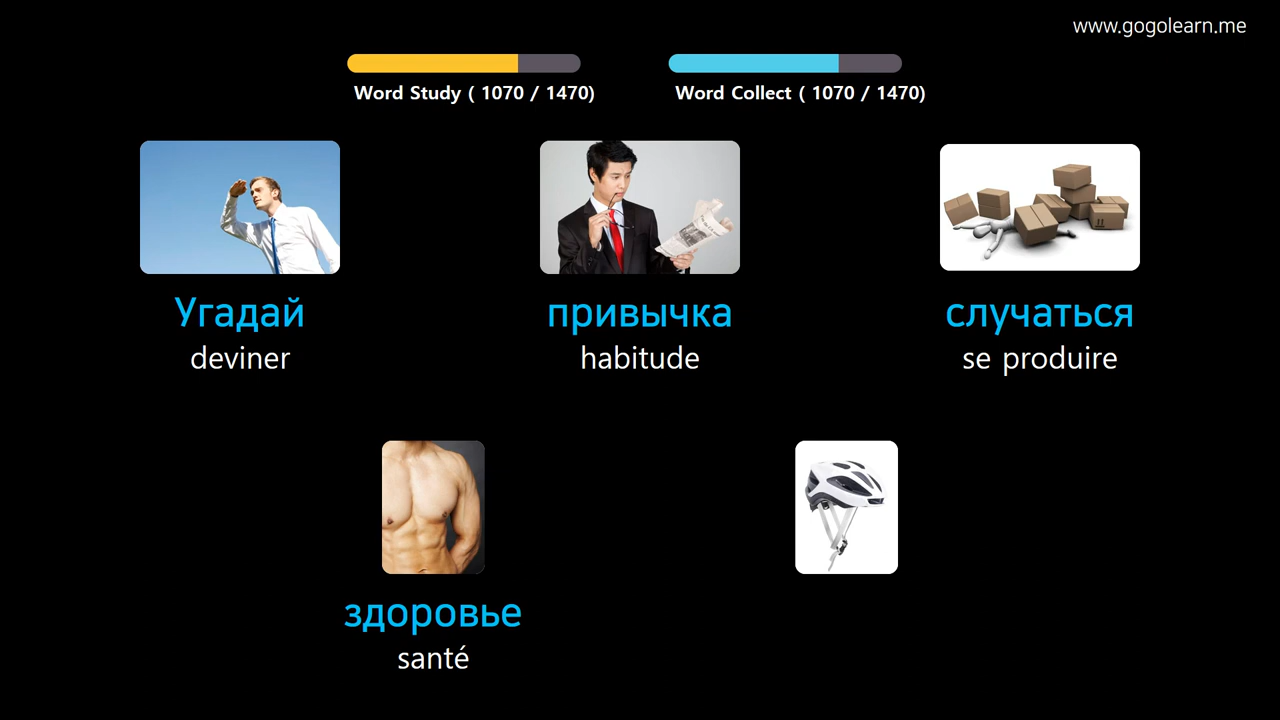 www.gogolearn.me
Word Study ( 1070 / 1470)
Word Collect ( 1070 / 1470)
Угадай
deviner
привычка
habitude
случаться
se produire
здоровье
santé